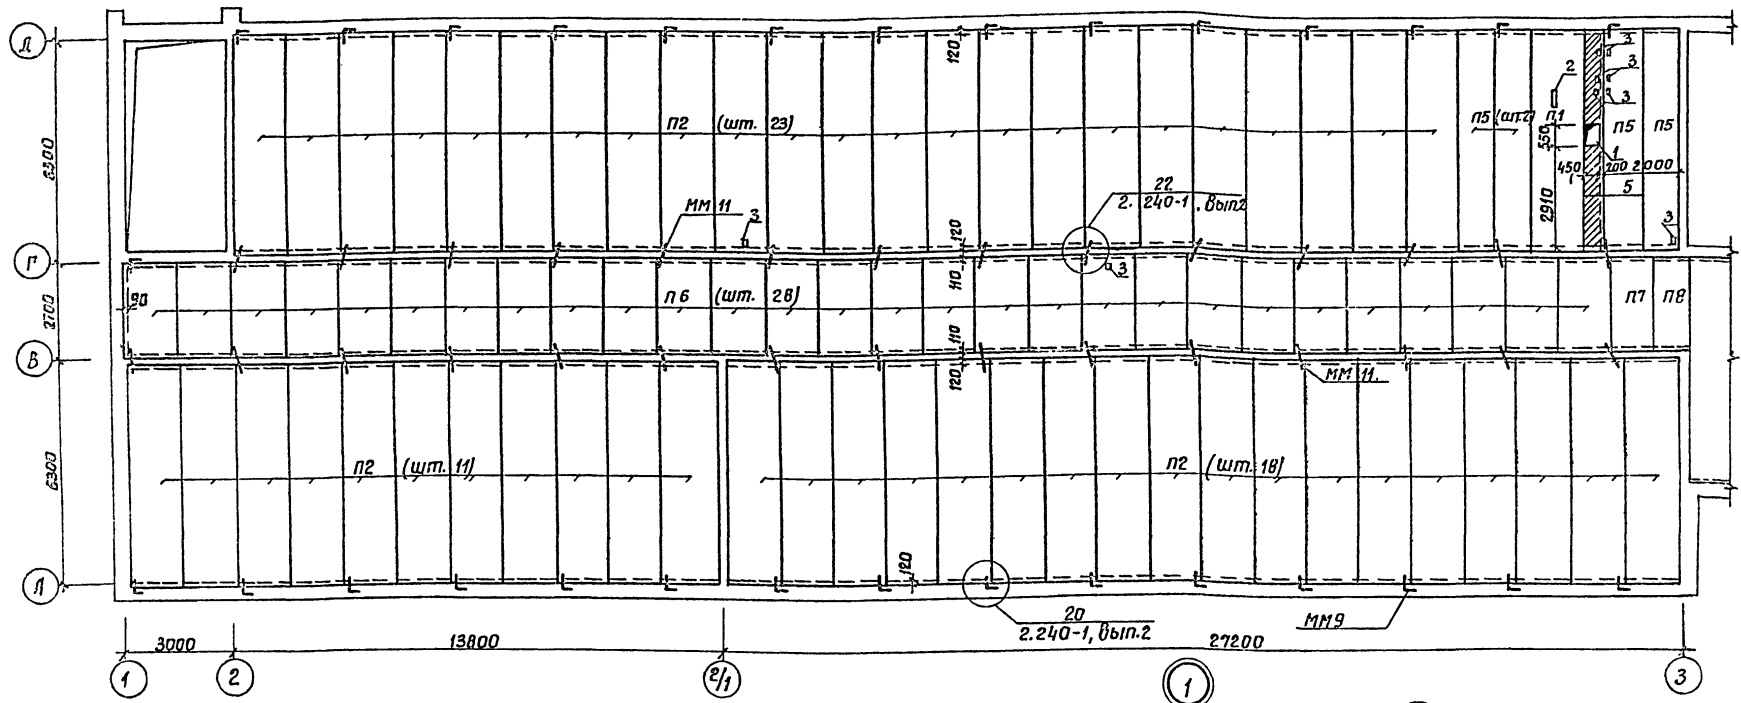 Д
6300
120
П2 (шт. 23)
П5 (шт.2)
П1
2
3
3
3
П5
П5
550
1
450
200
2000
5
2910
3
22
2.240-1, Вып.2
ММ 11
3
120
Г
110
3
90
П6 (шт. 28)
П7
П8
2700
110
В
120
ММ 11.
П2 (шт. 11)
П2 (шт. 18)
6300
120
20
2.240-1, Вып.2
ММ9
3000
13800
27200
1
2
2/1
1
3